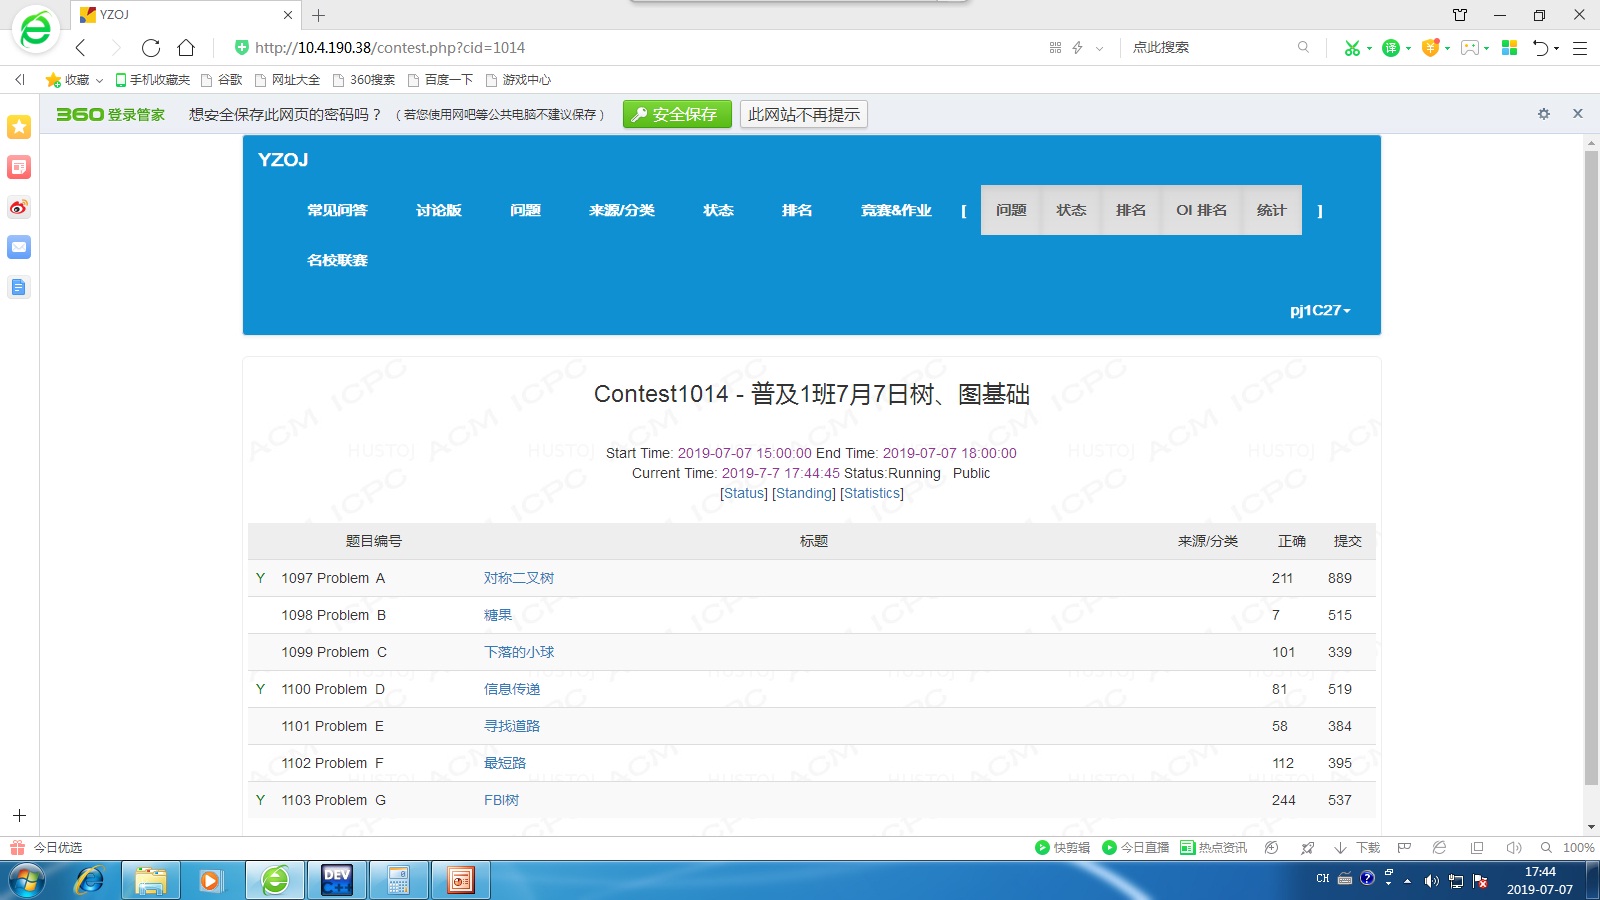 YZOJ
http://10.4.190.38/contest.php?cid=1014
点此搜索
收藏 手机收藏夹 谷歌 网址大全 360搜索 百度一下 游戏中心
360登录管家 想安全保存此网页的密码吗？（若您使用网吧等公共电脑不建议保存） 安全保存 此网站不再提示
YZOJ
常见问答 讨论版 问题 来源/分类 状态 排名 竞赛&作业 [ 问题 状态 排名 OI 排名 统计 ]
名校联赛
pj1C27
Contest1014 - 普及1班7月7日树、图基础
Start Time: 2019-07-07 15:00:00 End Time: 2019-07-07 18:00:00
Current Time: 2019-7-7 17:44:45 Status:Running Public
[Status] [Standing] [Statistics]
题目编号 标题 来源/分类 正确 提交
Y 1097 Problem A 对称二叉树 211 889
1098 Problem B 糖果 7 515
1099 Problem C 下落的小球 101 339
Y 1100 Problem D 信息传递 81 519
1101 Problem E 寻找道路 58 384
1102 Problem F 最短路 112 395
Y 1103 Problem G FBI树 244 537
ACM ICPC HUSTOJ
今日优选 快剪辑 今日直播 热点资讯 下载 100%
DEV C++
CH 17:44
2019-07-07